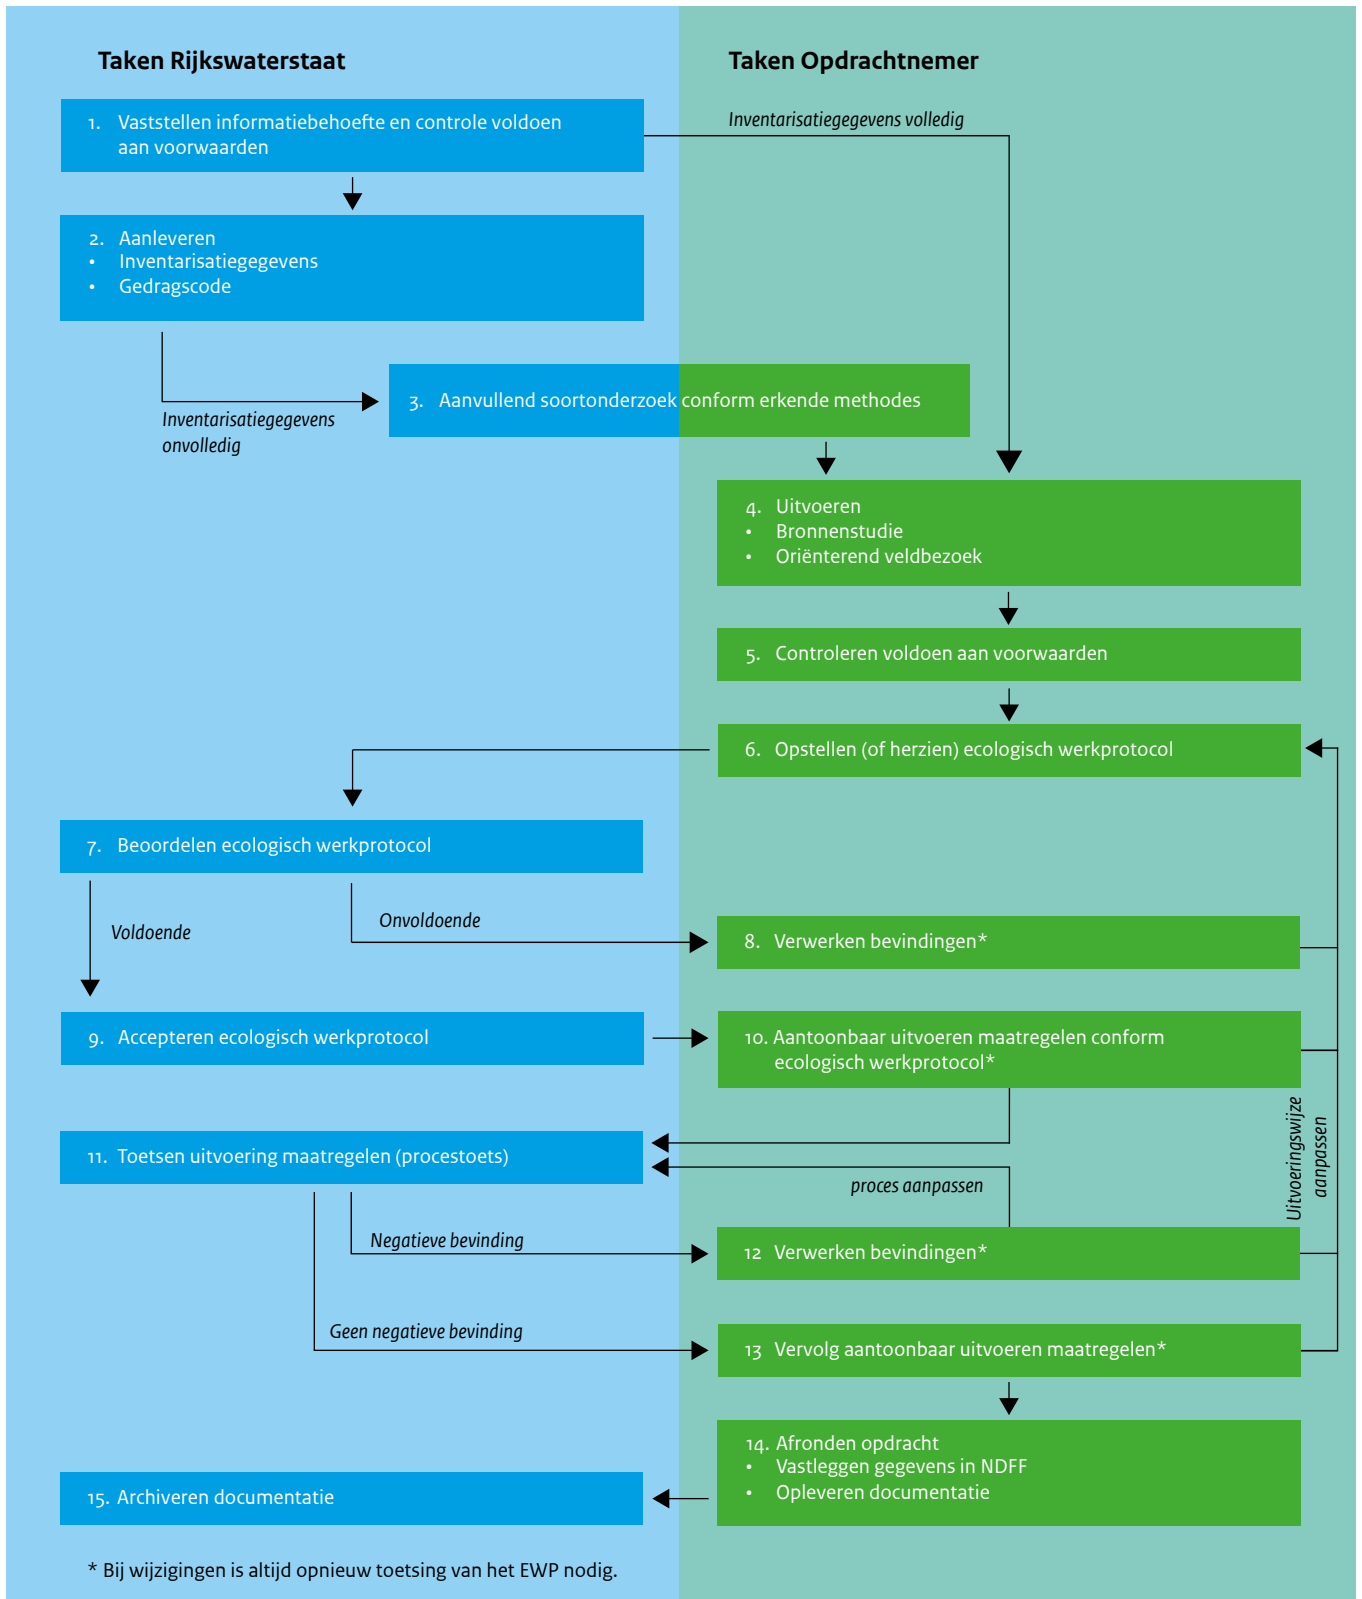 Taken Rijkswaterstaat
Taken Opdrachtnemer
1. Vaststellen informatiebehoefte en controle voldoen
aan voorwaarden
Inventarisatiegegevens volledig
2. Aanleveren
• Inventarisatiegegevens
• Gedragscode
Inventarisatiegegevens
onvolledig
3. Aanvullend soortonderzoek conform erkende methodes
4. Uitvoeren
• Bronnenstudie
• Oriënterend veldbezoek
5. Controleren voldoen aan voorwaarden
6. Opstellen (of herzien) ecologisch werkprotocol
7. Beoordelen ecologisch werkprotocol
Voldoende
Onvoldoende
8. Verwerken bevindingen*
9. Accepteren ecologisch werkprotocol
10. Aantoonbaar uitvoeren maatregelen conform
ecologisch werkprotocol*
Uitvoeringswijze
aanpassen
11. Toetsen uitvoering maatregelen (procestoets)
proces aanpassen
Negatieve bevinding
12 Verwerken bevindingen*
Geen negatieve bevinding
13 Vervolg aantoonbaar uitvoeren maatregelen*
14. Afronden opdracht
• Vastleggen gegevens in NDFF
• Opleveren documentatie
15. Archiveren documentatie
* Bij wijzigingen is altijd opnieuw toetsing van het EWP nodig.